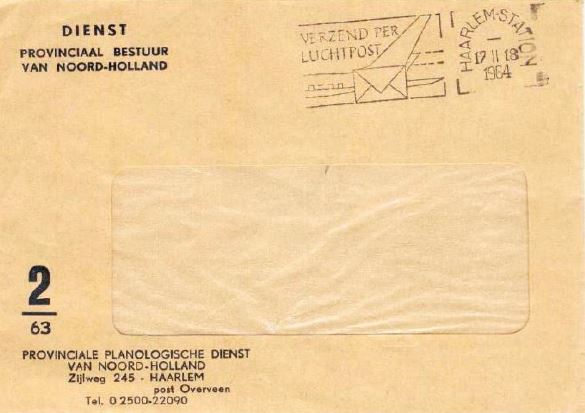 DIENST
PROVINCIAAL BESTUUR
VAN NOORD-HOLLAND
VERZEND PER
LUCHTPOST
HAARLEM-STATION
17 II 18
1964
2
63
PROVINCIALE PLANOLOGISCHE DIENST
VAN NOORD-HOLLAND
Zijlweg 245 - HAARLEM
post Overveen
Tel. 0 2500-22090